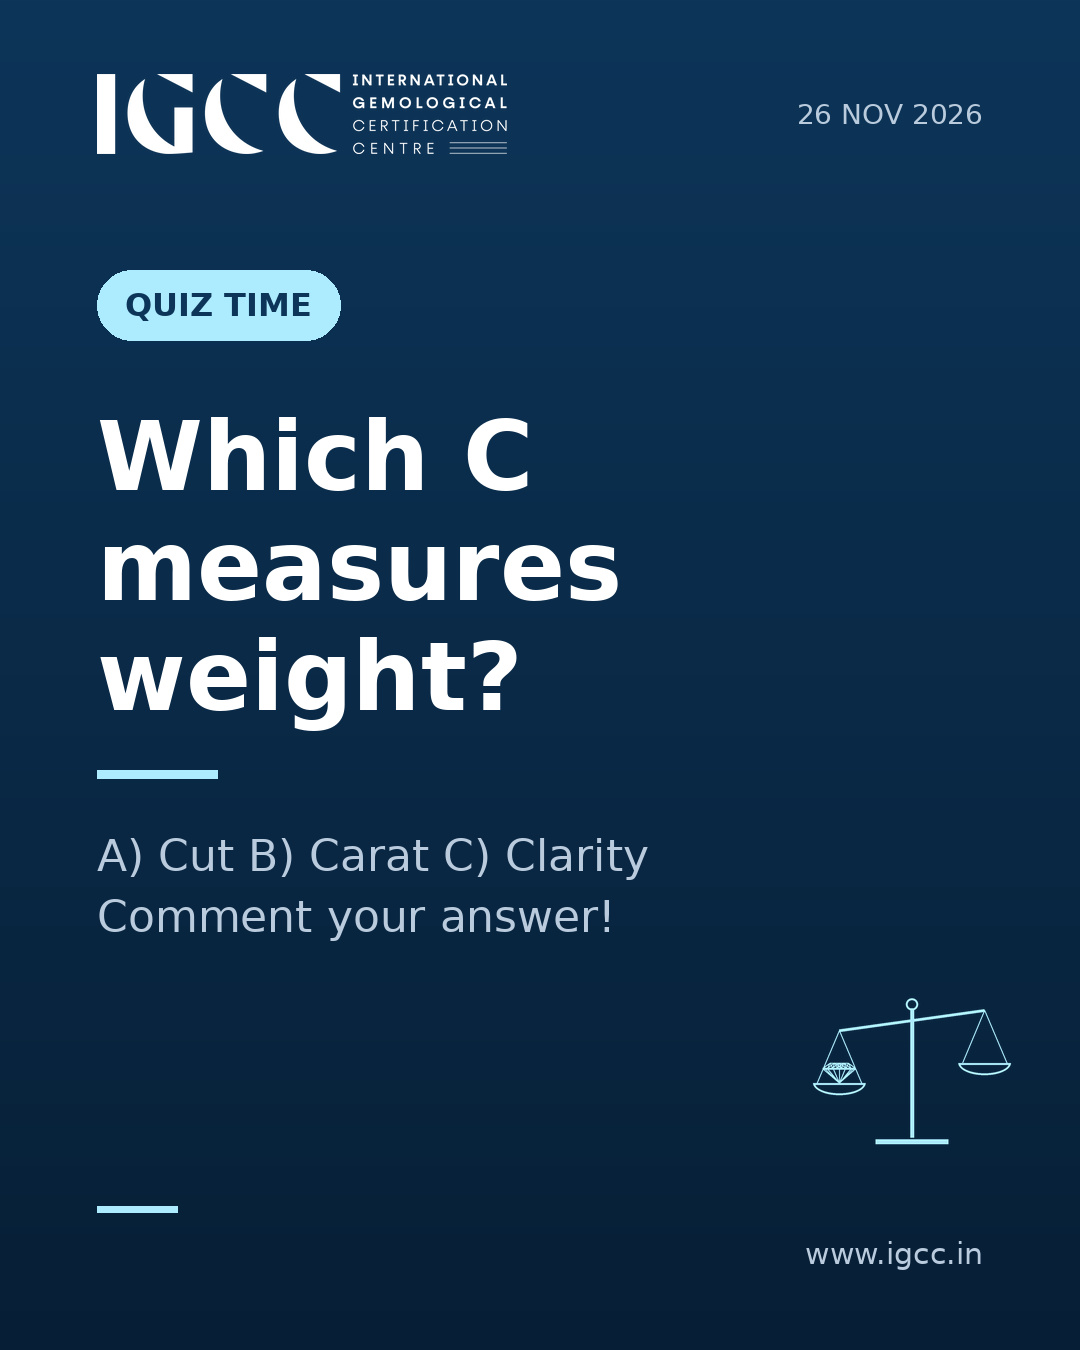 IGCC
INTERNATIONAL
GEMOLOGICAL
CERTIFICATION
CENTRE
26 NOV 2026
QUIZ TIME
Which C
measures
weight?
A) Cut B) Carat C) Clarity
Comment your answer!
www.igcc.in